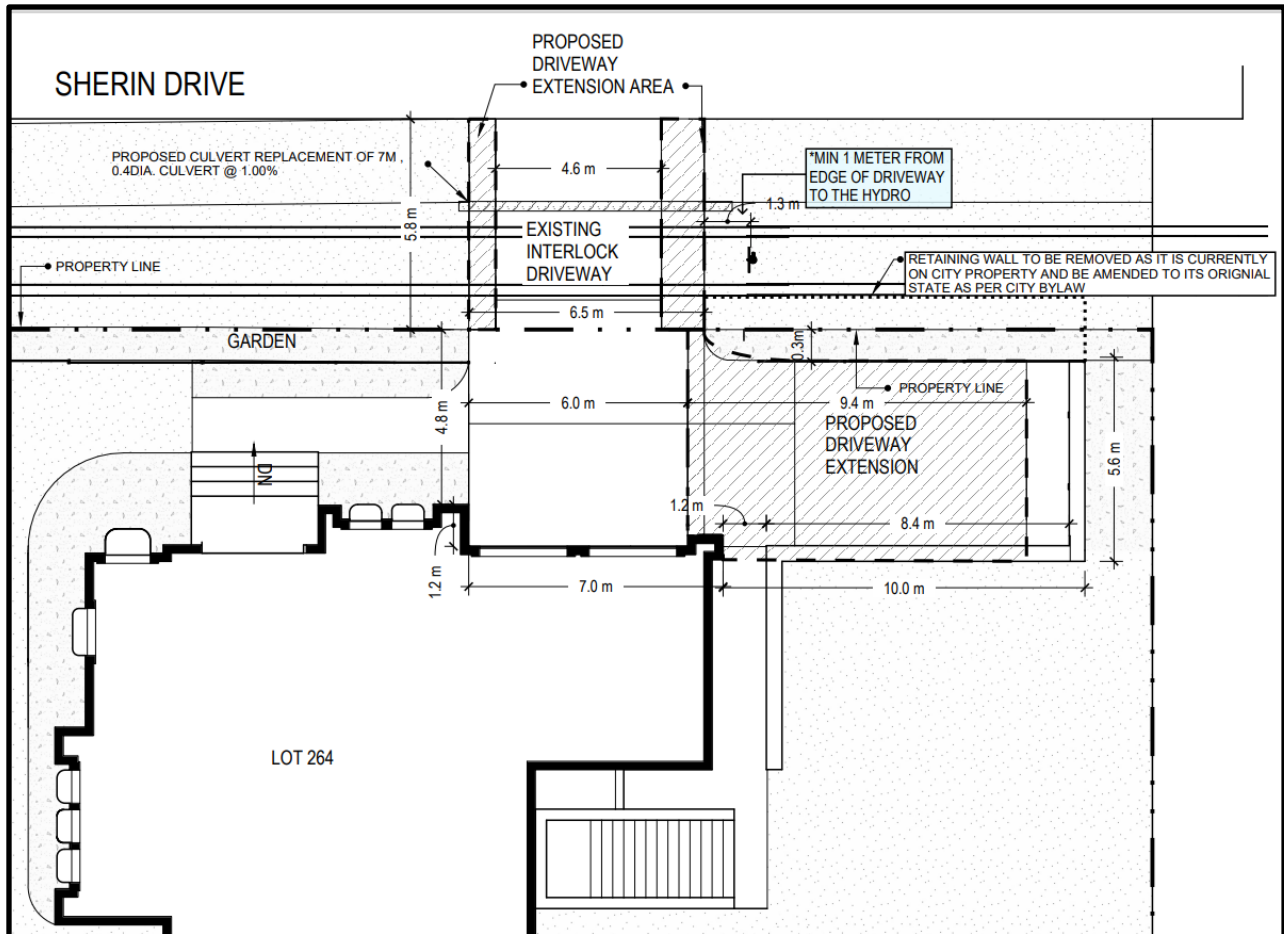 SHERIN DRIVE
PROPOSED
DRIVEWAY
EXTENSION AREA
PROPOSED CULVERT REPLACEMENT OF 7M ,
0.4DIA. CULVERT @ 1.00%
4.6 m
*MIN 1 METER FROM
EDGE OF DRIVEWAY
TO THE HYDRO
1.3 m
5.8 m
EXISTING
INTERLOCK
DRIVEWAY
PROPERTY LINE
RETAINING WALL TO BE REMOVED AS IT IS CURRENTLY
ON CITY PROPERTY AND BE AMENDED TO ITS ORIGNIAL
STATE AS PER CITY BYLAW
6.5 m
GARDEN
0.3m
PROPERTY LINE
4.8 m
6.0 m
9.4 m
PROPOSED
DRIVEWAY
EXTENSION
5.6 m
DN
1.2 m
8.4 m
1.2 m
7.0 m
10.0 m
LOT 264